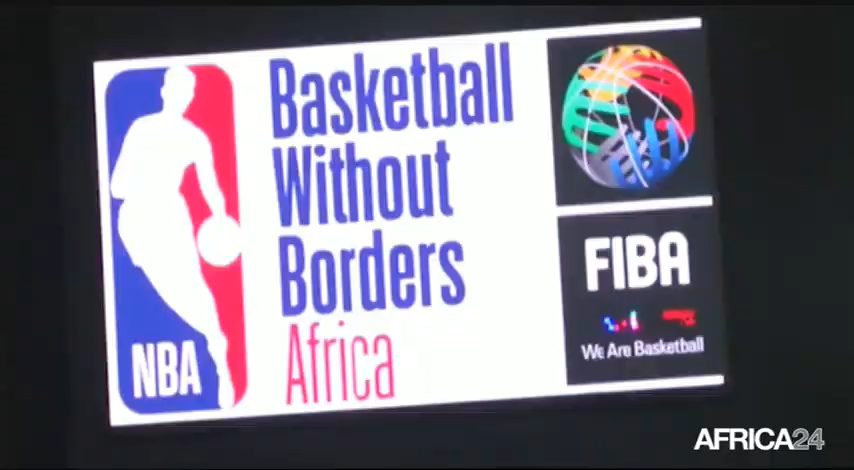 Basketball
Without
Borders
Africa
NBA
FIBA
We Are Basketball
AFRICA24